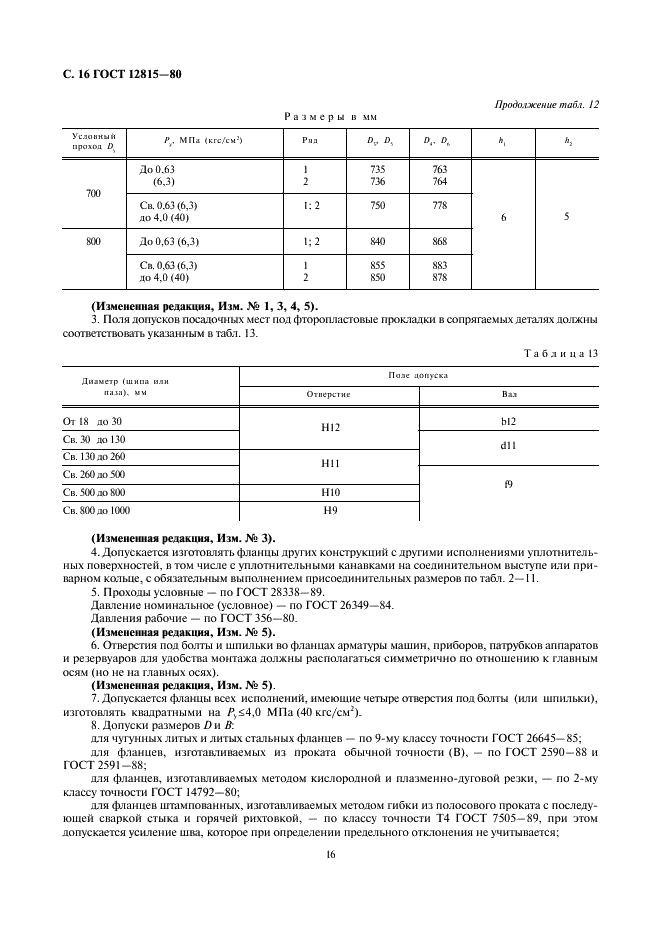 С. 16 ГОСТ 12815—80
Продолжение табл. 12
Размеры в мм
Условный проход Dу Pу, МПа (кгс/см²) Ряд D3, D5 D4, D6 h1 h2
700 До 0,63 (6,3) 1 735 763 6 5
2 736 764
Св. 0,63 (6,3) до 4,0 (40) 1; 2 750 778
800 До 0,63 (6,3) 1; 2 840 868
Св. 0,63 (6,3) 1 855 883
до 4,0 (40) 2 850 878
(Измененная редакция, Изм. № 1, 3, 4, 5).
3. Поля допусков посадочных мест под фторопластовые прокладки в сопрягаемых деталях должны
соответствовать указанным в табл. 13.
Таблица 13
Диаметр (шипа или паза), мм Поле допуска
Отверстие Вал
От 18 до 30 H12 b12
Св. 30 до 130 d11
Св. 130 до 260 H11
Св. 260 до 500 f9
Св. 500 до 800 H10
Св. 800 до 1000 H9
(Измененная редакция, Изм. № 3).
4. Допускается изготовлять фланцы других конструкций с другими исполнениями уплотнитель-
ных поверхностей, в том числе с уплотнительными канавками на соединительном выступе или при-
варном кольце, с обязательным выполнением присоединительных размеров по табл. 2—11.
5. Проходы условные — по ГОСТ 28338—89.
Давление номинальное (условное) — по ГОСТ 26349—84.
Давления рабочие — по ГОСТ 356—80.
(Измененная редакция, Изм. № 5).
6. Отверстия под болты и шпильки во фланцах арматуры машин, приборов, патрубков аппаратов
и резервуаров для удобства монтажа должны располагаться симметрично по отношению к главным
осям (но не на главных осях).
(Измененная редакция, Изм. № 5).
7. Допускается фланцы всех исполнений, имеющие четыре отверстия под болты (или шпильки),
изготовлять квадратными на Pу≤4,0 МПа (40 кгс/см²).
8. Допуски размеров D и B:
для чугунных литых и литых стальных фланцев — по 9-му классу точности ГОСТ 26645—85;
для фланцев, изготавливаемых из проката обычной точности (В), — по ГОСТ 2590—88 и
ГОСТ 2591—88;
для фланцев, изготавливаемых методом кислородной и плазменно-дуговой резки, — по 2-му
классу точности ГОСТ 14792—80;
для фланцев штампованных, изготавливаемых методом гибки из полосового проката с последу-
ющей сваркой стыка и горячей рихтовкой, — по классу точности Т4 ГОСТ 7505—89, при этом
допускается усиление шва, которое при определении предельного отклонения не учитывается;
16